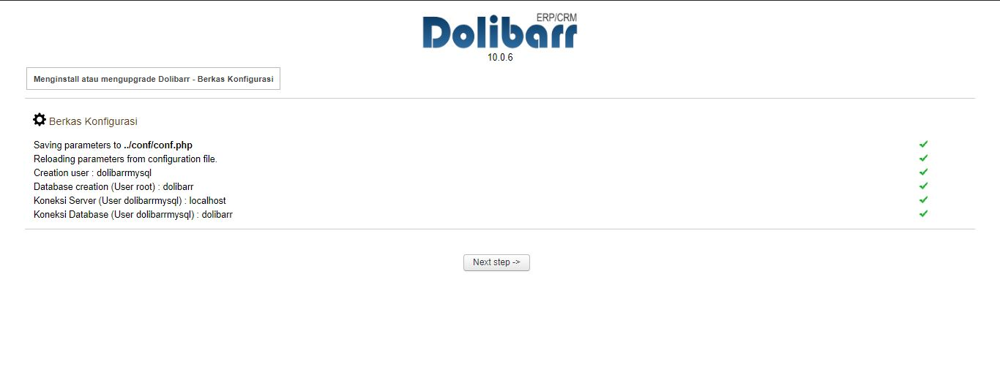 ERP/CRM
Dolibarr
10.0.6
Menginstall atau mengupgrade Dolibarr - Berkas Konfigurasi
Berkas Konfigurasi
Saving parameters to ../conf/conf.php
Reloading parameters from configuration file.
Creation user : dolibarrmysql
Database creation (User root) : dolibarr
Koneksi Server (User dolibarrmysql) : localhost
Koneksi Database (User dolibarrmysql) : dolibarr
Next step ->